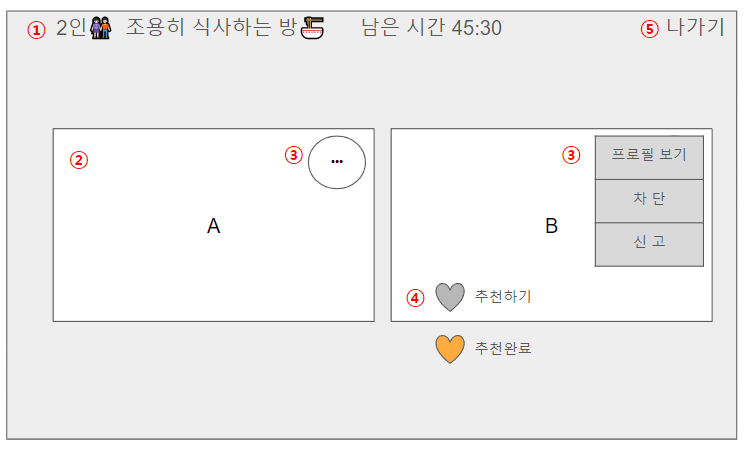 ① 2인 조용히 식사하는 방 남은 시간 45:30 ⑤ 나가기
② ③ ...
A
③ 프로필 보기
차 단
신 고
B
④ 추천하기
추천완료